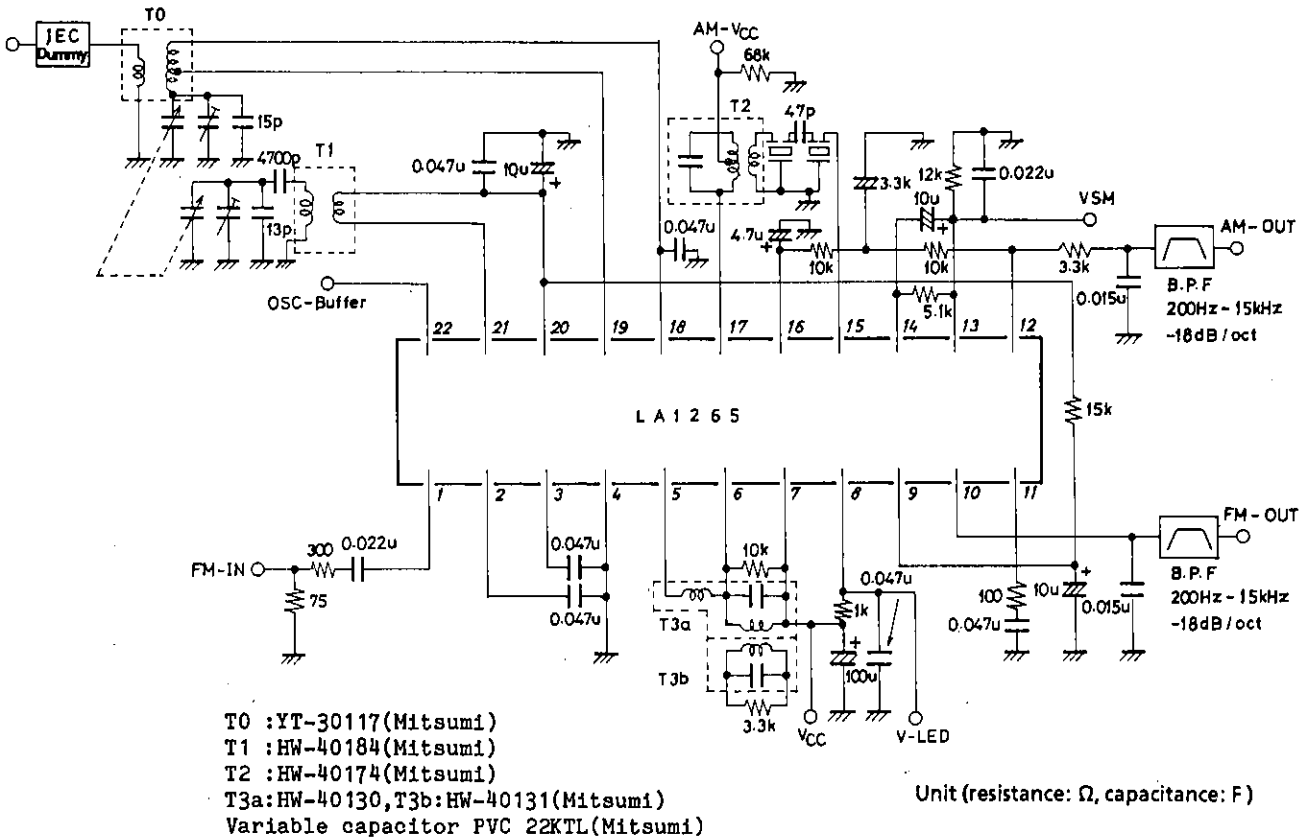 T0
JEC
Dummy
AM-VCC
68k
T2
47p
15p
4700p
T1
0.047u
10u
+
13p
0.047u
4.7u
+
3.3k
12k
10u
+
0.022u
VSM
10k
10k
3.3k
AM-OUT
B.P.F
200Hz-15kHz
-18dB/oct
0.015u
5.1k
OSC-Buffer
22 21 20 19 18 17 16 15 14 13 12
LA1265
15k
1 2 3 4 5 6 7 8 9 10 11
FM-IN
300
0.022u
75
0.047u
0.047u
10k
T3a
T3b
3.3k
1k
0.047u
+
100u
VCC
V-LED
100
0.047u
10u
+
0.015u
FM-OUT
B.P.F
200Hz-15kHz
-18dB/oct
T0 :YT-30117(Mitsumi)
T1 :HW-40184(Mitsumi)
T2 :HW-40174(Mitsumi)
T3a:HW-40130,T3b:HW-40131(Mitsumi)
Variable capacitor PVC 22KTL(Mitsumi)
Unit (resistance: Ω, capacitance: F)